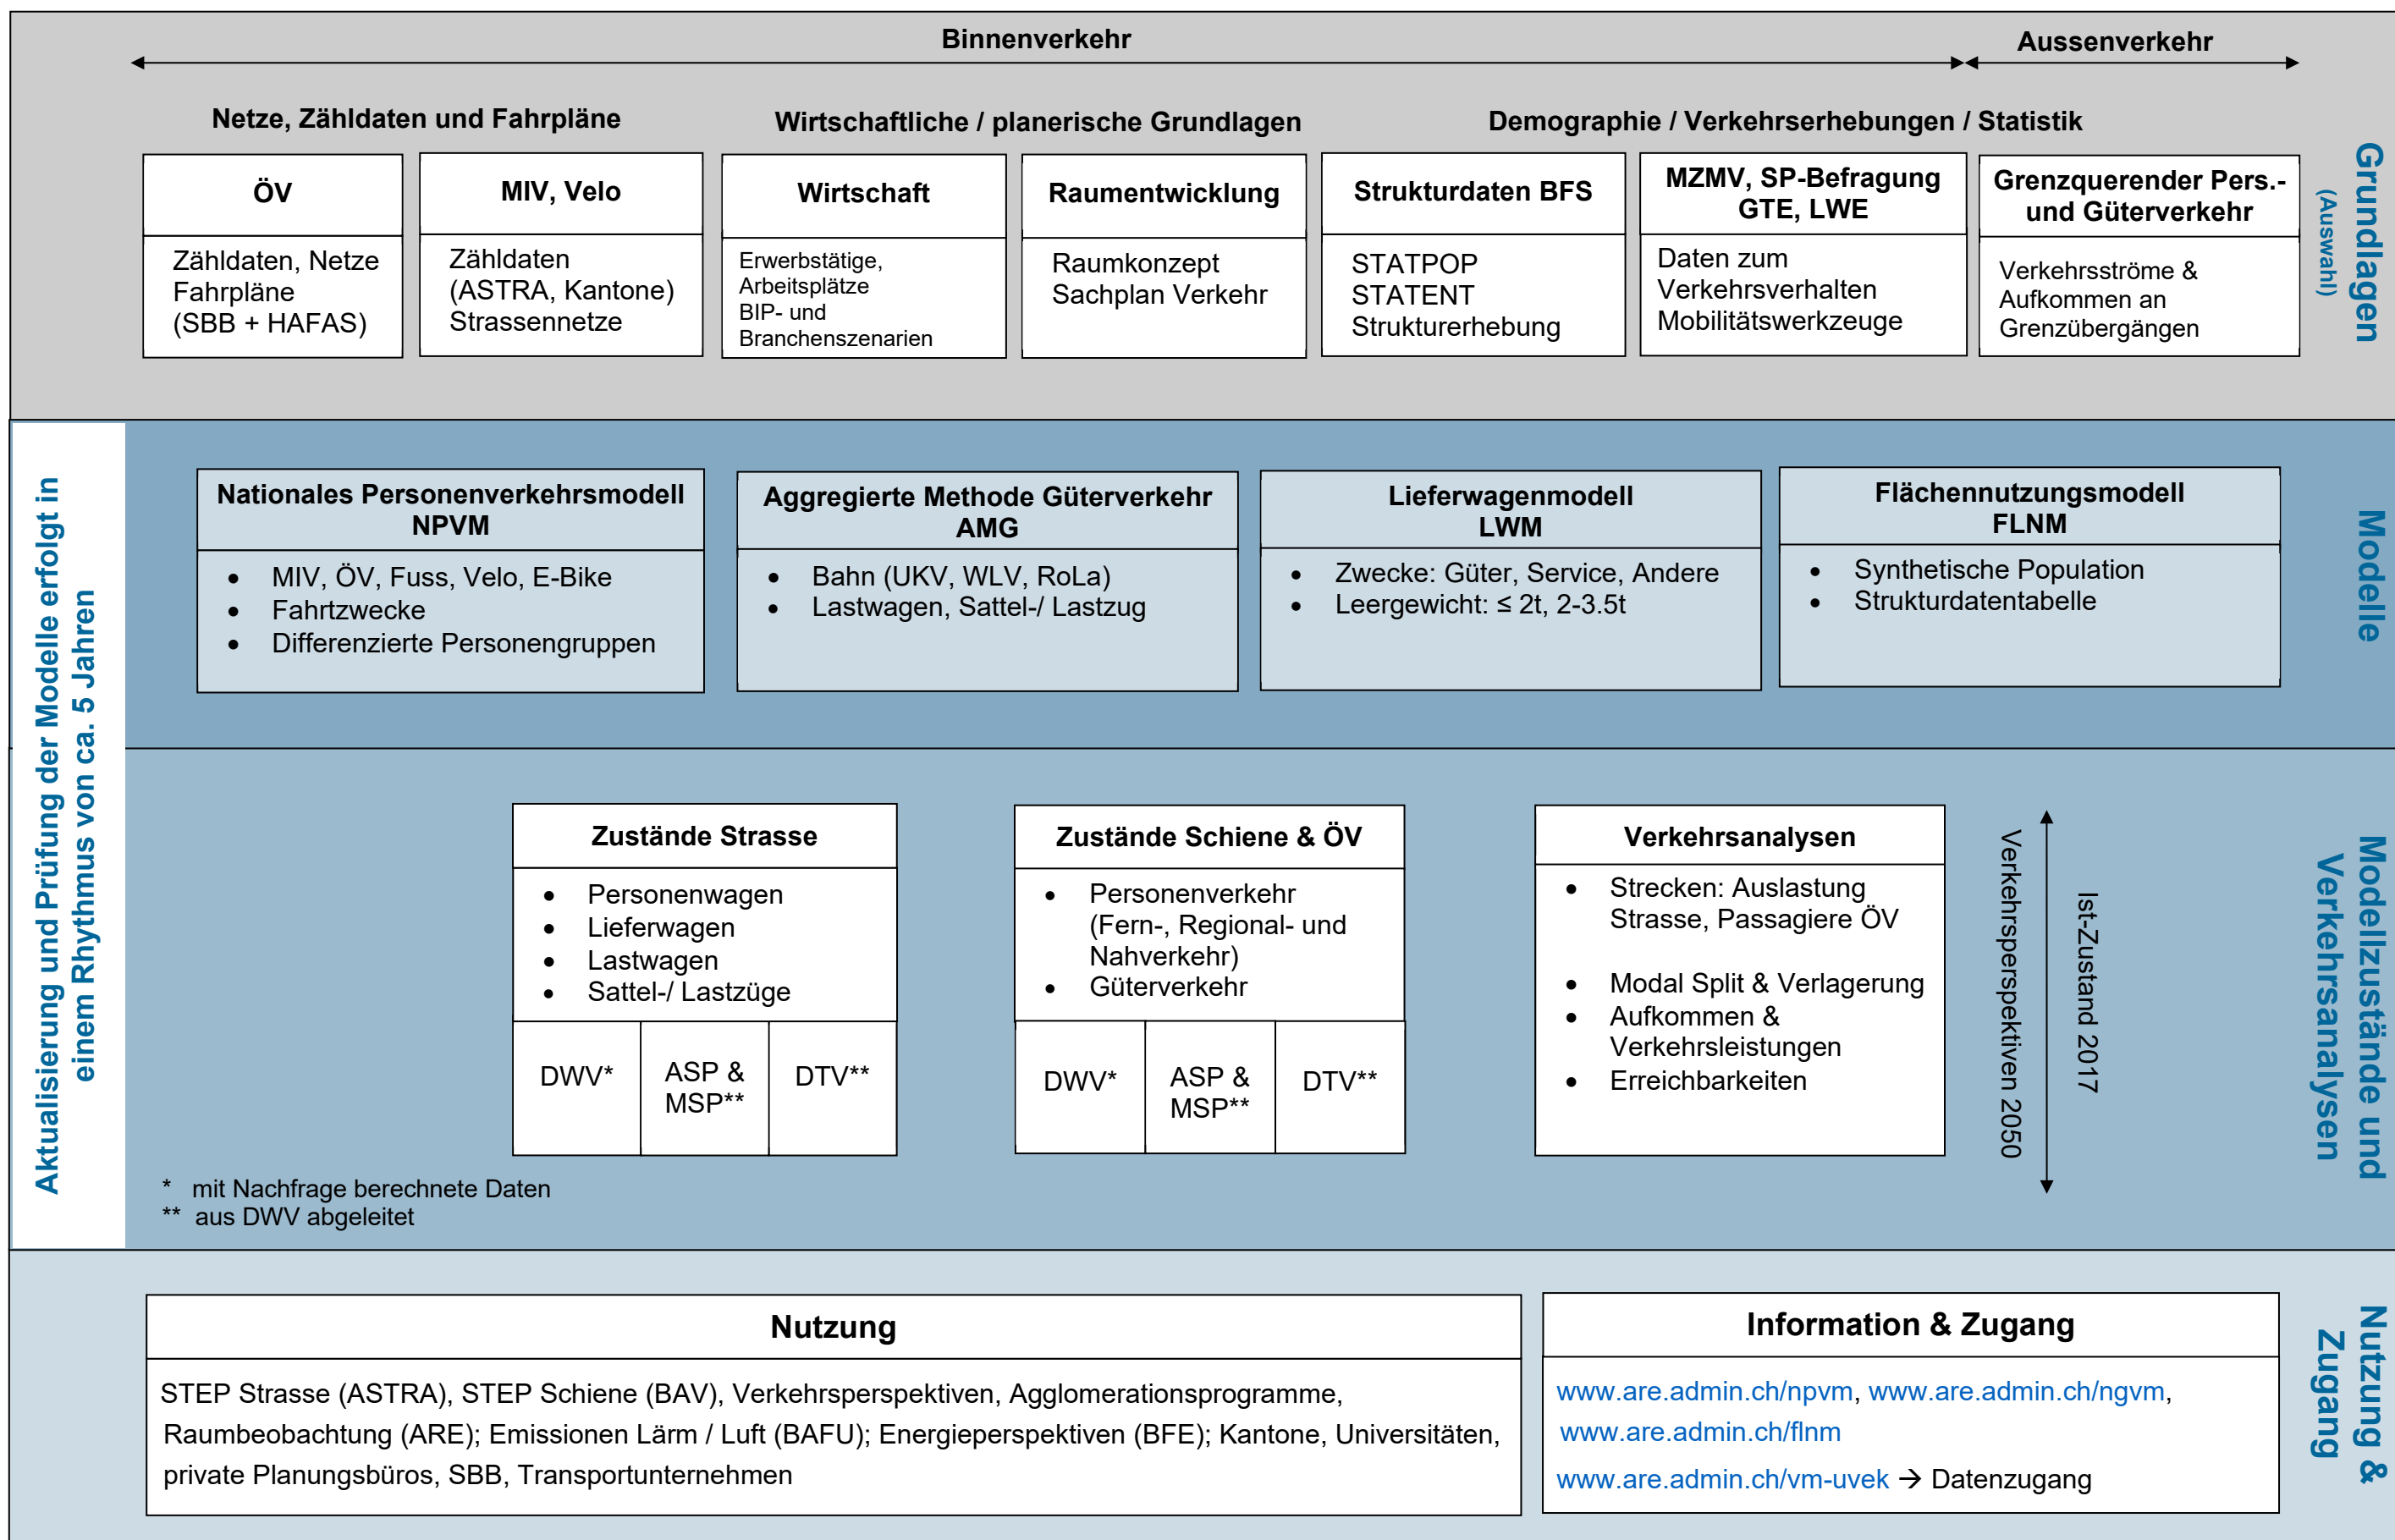 Binnenverkehr
Aussenverkehr
Netze, Zähldaten und Fahrpläne
Wirtschaftliche / planerische Grundlagen
Demographie / Verkehrserhebungen / Statistik
ÖV
Zähldaten, Netze
Fahrpläne
(SBB + HAFAS)
MIV, Velo
Zähldaten
(ASTRA, Kantone)
Strassennetze
Wirtschaft
Erwerbstätige,
Arbeitsplätze
BIP- und
Branchenszenarien
Raumentwicklung
Raumkonzept
Sachplan Verkehr
Strukturdaten BFS
STATPOP
STATENT
Strukturerhebung
MZMV, SP-Befragung
GTE, LWE
Daten zum
Verkehrsverhalten
Mobilitätswerkzeuge
Grenzquerender Pers.-
und Güterverkehr
Verkehrsströme &
Aufkommen an
Grenzübergängen
Grundlagen
(Auswahl)
Aktualisierung und Prüfung der Modelle erfolgt in
einem Rhythmus von ca. 5 Jahren
Nationales Personenverkehrsmodell
NPVM
• MIV, ÖV, Fuss, Velo, E-Bike
• Fahrtzwecke
• Differenzierte Personengruppen
Aggregierte Methode Güterverkehr
AMG
• Bahn (UKV, WLV, RoLa)
• Lastwagen, Sattel-/ Lastzug
Lieferwagenmodell
LWM
• Zwecke: Güter, Service, Andere
• Leergewicht: ≤ 2t, 2-3.5t
Flächennutzungsmodell
FLNM
• Synthetische Population
• Strukturdatentabelle
Modelle
Zustände Strasse
• Personenwagen
• Lieferwagen
• Lastwagen
• Sattel-/ Lastzüge
DWV*
ASP &
MSP**
DTV**
Zustände Schiene & ÖV
• Personenverkehr
(Fern-, Regional- und
Nahverkehr)
• Güterverkehr
DWV*
ASP &
MSP**
DTV**
Verkehrsanalysen
• Strecken: Auslastung
Strasse, Passagiere ÖV
• Modal Split & Verlagerung
• Aufkommen &
Verkehrsleistungen
• Erreichbarkeiten
Verkehrsperspektiven 2050
Ist-Zustand 2017
Modellzustände und
Verkehrsanalysen
* mit Nachfrage berechnete Daten
** aus DWV abgeleitet
Nutzung
STEP Strasse (ASTRA), STEP Schiene (BAV), Verkehrsperspektiven, Agglomerationsprogramme,
Raumbeobachtung (ARE); Emissionen Lärm / Luft (BAFU); Energieperspektiven (BFE); Kantone, Universitäten,
private Planungsbüros, SBB, Transportunternehmen
Information & Zugang
www.are.admin.ch/npvm, www.are.admin.ch/ngvm,
www.are.admin.ch/flnm
www.are.admin.ch/vm-uvek → Datenzugang
Nutzung &
Zugang